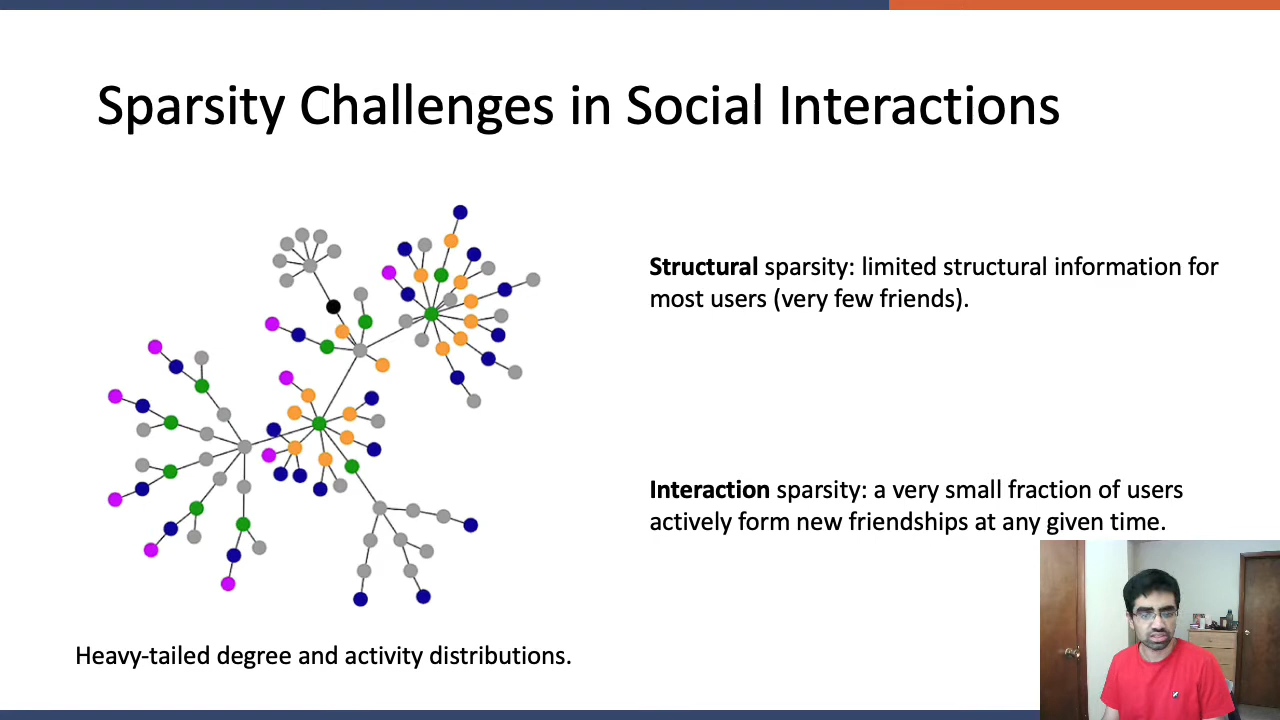 Sparsity Challenges in Social Interactions
Structural sparsity: limited structural information for
most users (very few friends).
Interaction sparsity: a very small fraction of users
actively form new friendships at any given time.
Heavy-tailed degree and activity distributions.